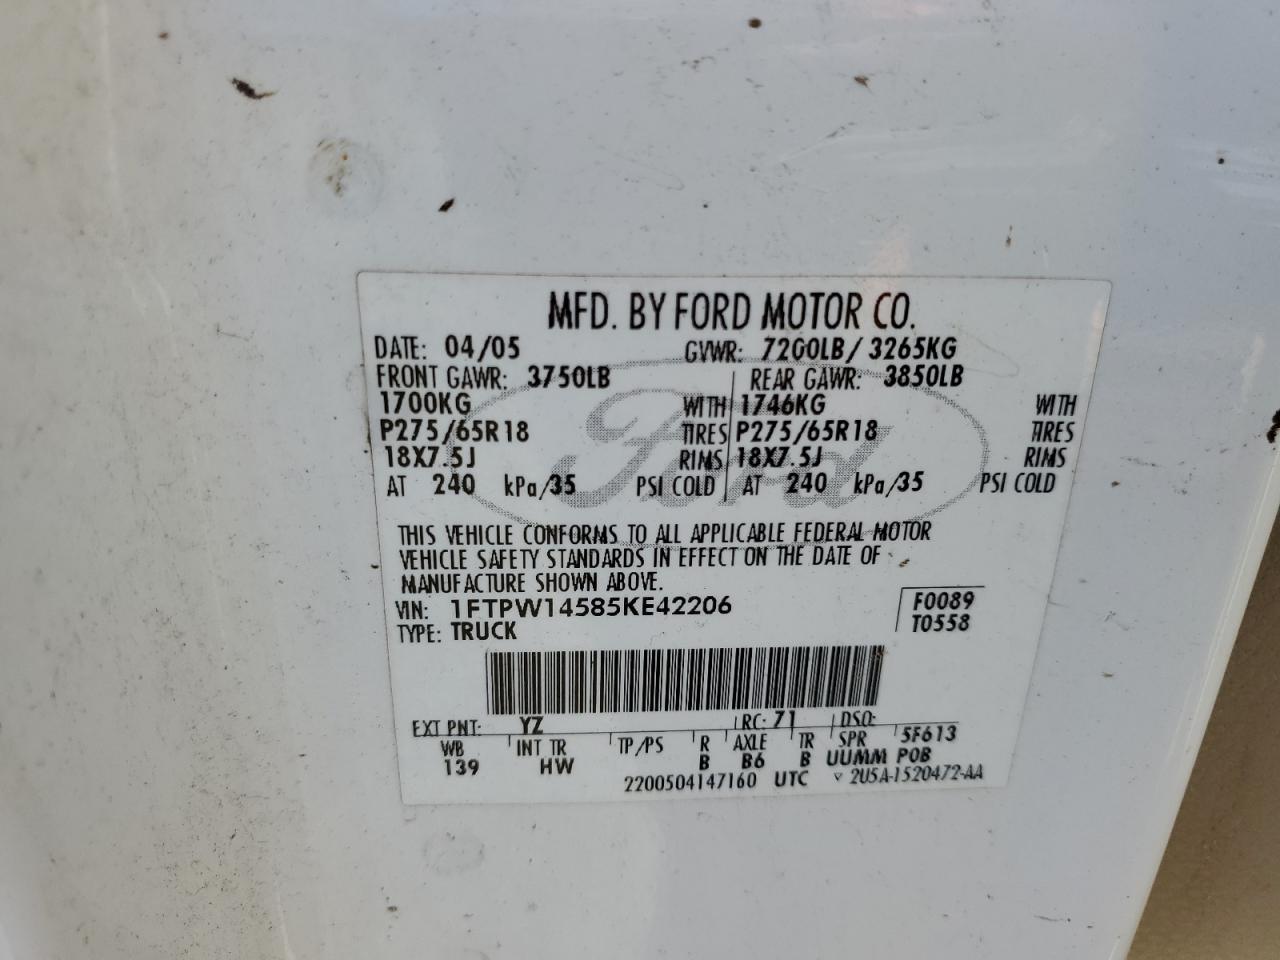 MFD. BY FORD MOTOR CO.
DATE: 04/05 GVWR: 7200LB/ 3265KG
FRONT GAWR: 3750LB REAR GAWR: 3850LB
1700KG WITH 1746KG WITH
P275/65R18 TIRES P275/65R18 TIRES
18X7.5J RIMS 18X7.5J RIMS
AT 240 kPa/35 PSI COLD AT 240 kPa/35 PSI COLD
Ford
THIS VEHICLE CONFORMS TO ALL APPLICABLE FEDERAL MOTOR
VEHICLE SAFETY STANDARDS IN EFFECT ON THE DATE OF
MANUFACTURE SHOWN ABOVE.
VIN: 1FTPW14585KE42206 F0089
TYPE: TRUCK T0558
EXT PNT: YZ RC: 71 DSO:
WB INT TR TP/PS R AXLE TR SPR 5F613
139 HW B B6 B UUMM POB
2200504147160 UTC ▽ 2U5A-1520472-AA